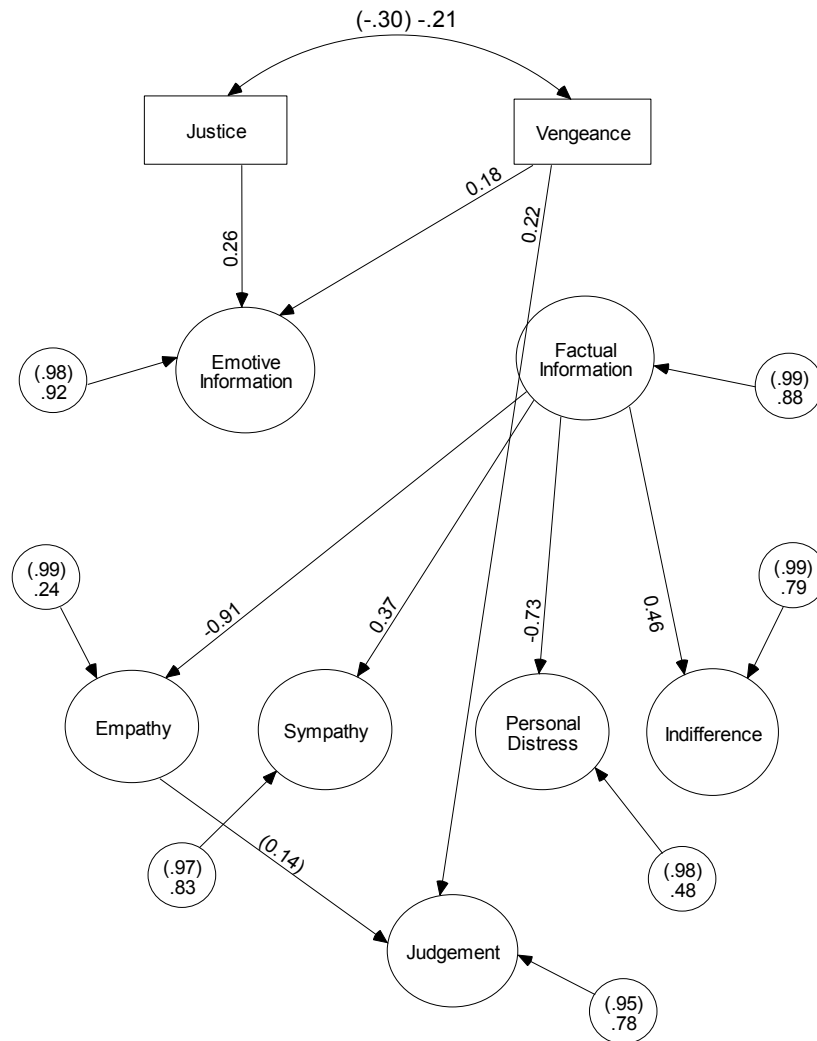 (-.30) -.21
Justice
Vengeance
0.18
0.22
0.26
Emotive
Information
Factual
Information
(.98)
.92
(.99)
.88
(.99)
.24
(.99)
.79
-0.91
0.37
-0.73
0.46
Empathy
Sympathy
Personal
Distress
Indifference
(0.14)
(.97)
.83
(.98)
.48
Judgement
(.95)
.78